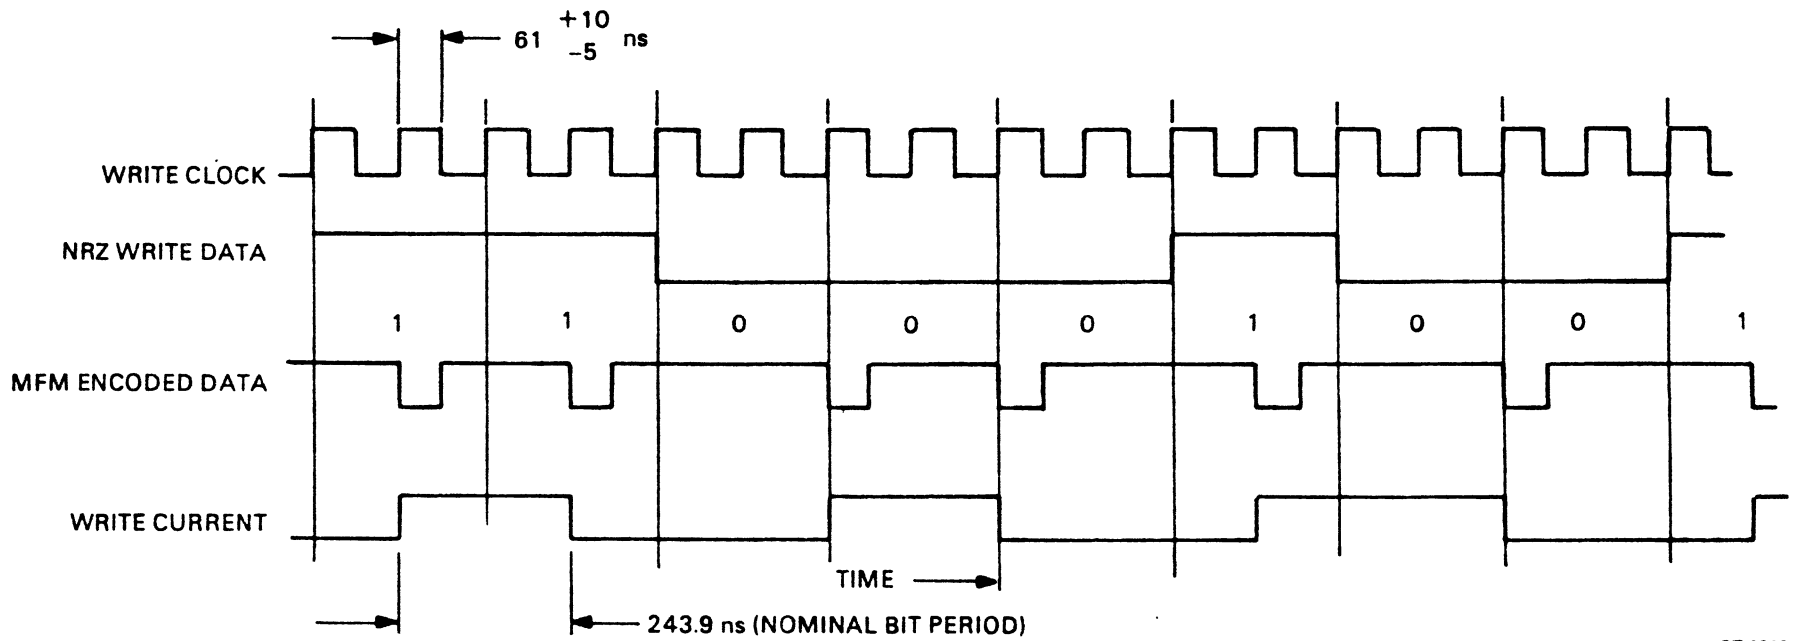 61 +10 -5 ns
WRITE CLOCK
NRZ WRITE DATA
1 1 0 0 0 1 0 0 1
MFM ENCODED DATA
WRITE CURRENT
TIME
243.9 ns (NOMINAL BIT PERIOD)